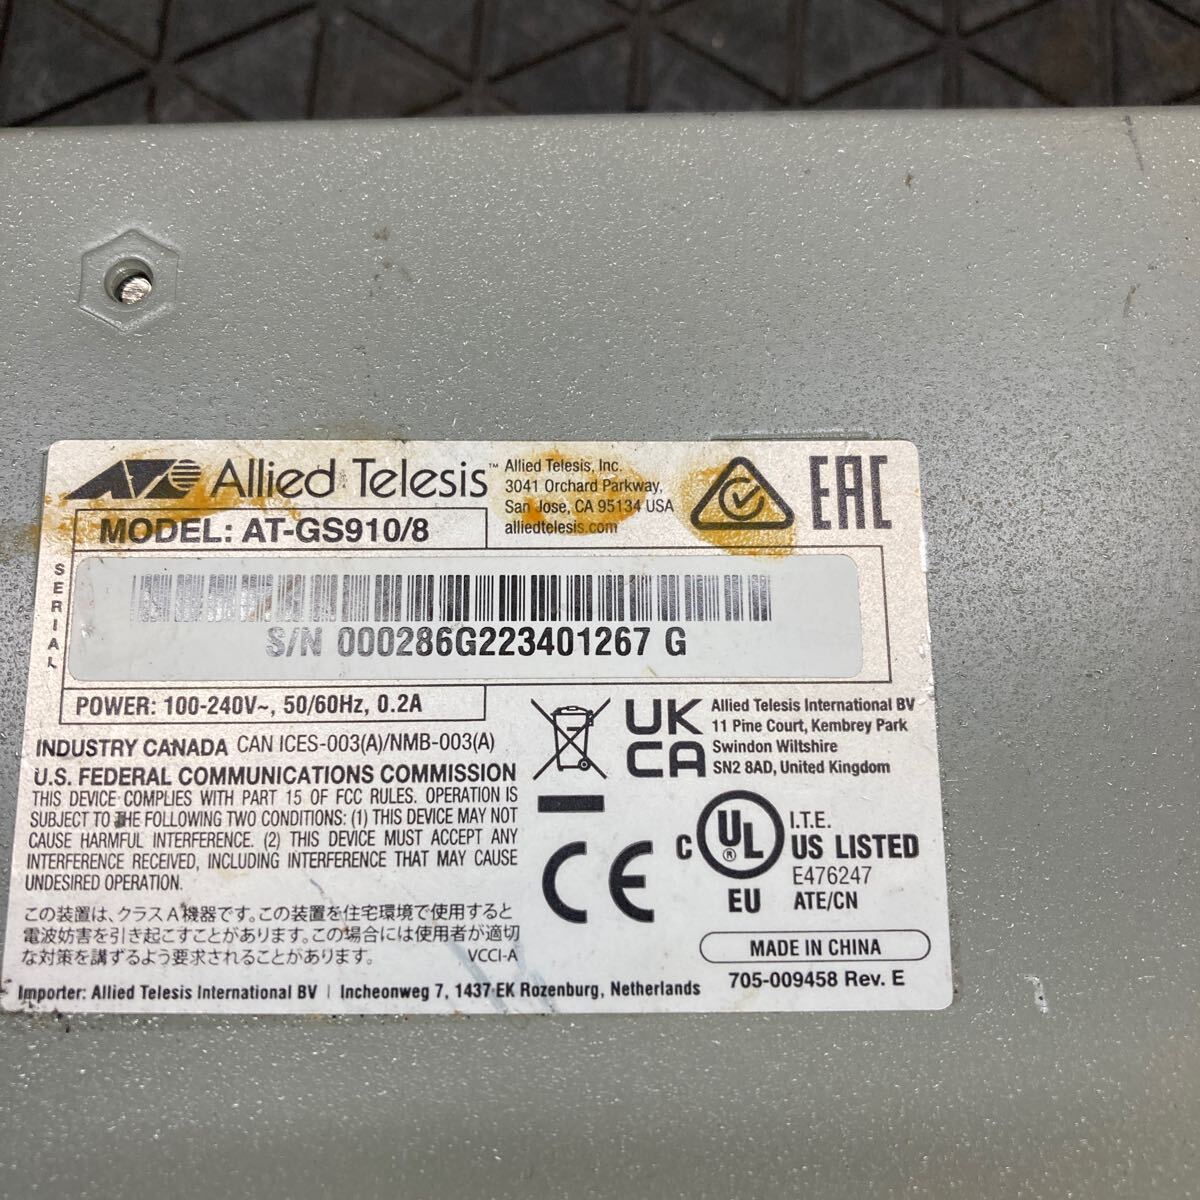 Allied Telesis™
Allied Telesis, Inc.
3041 Orchard Parkway,
San Jose, CA 95134 USA
alliedtelesis.com
EAC
MODEL: AT-GS910/8
SERIAL
S/N 000286G223401267 G
POWER: 100-240V~, 50/60Hz, 0.2A
INDUSTRY CANADA CAN ICES-003(A)/NMB-003(A)
U.S. FEDERAL COMMUNICATIONS COMMISSION
THIS DEVICE COMPLIES WITH PART 15 OF FCC RULES. OPERATION IS
SUBJECT TO THE FOLLOWING TWO CONDITIONS: (1) THIS DEVICE MAY NOT
CAUSE HARMFUL INTERFERENCE. (2) THIS DEVICE MUST ACCEPT ANY
INTERFERENCE RECEIVED, INCLUDING INTERFERENCE THAT MAY CAUSE
UNDESIRED OPERATION.
この装置は、クラスA機器です。この装置を住宅環境で使用すると
電波妨害を引き起こすことがあります。この場合には使用者が適切
な対策を講ずるよう要求されることがあります。
VCCI-A
UK
CA
Allied Telesis International BV
11 Pine Court, Kembrey Park
Swindon Wiltshire
SN2 8AD, United Kingdom
CE
C UL ® US LISTED
I.T.E.
E476247
EU
ATE/CN
MADE IN CHINA
705-009458 Rev. E
Importer: Allied Telesis International BV | Incheonweg 7, 1437 EK Rozenburg, Netherlands